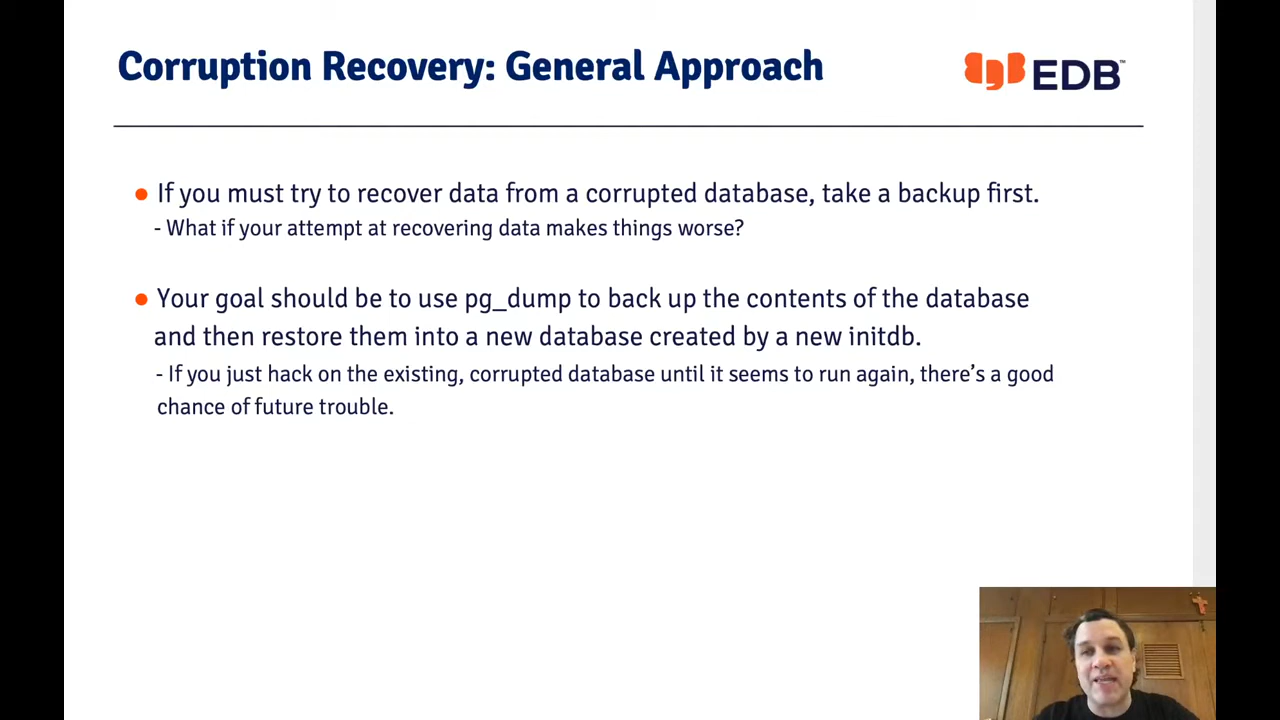 Corruption Recovery: General Approach
EDB™
● If you must try to recover data from a corrupted database, take a backup first.
- What if your attempt at recovering data makes things worse?
● Your goal should be to use pg_dump to back up the contents of the database
and then restore them into a new database created by a new initdb.
- If you just hack on the existing, corrupted database until it seems to run again, there’s a good
chance of future trouble.